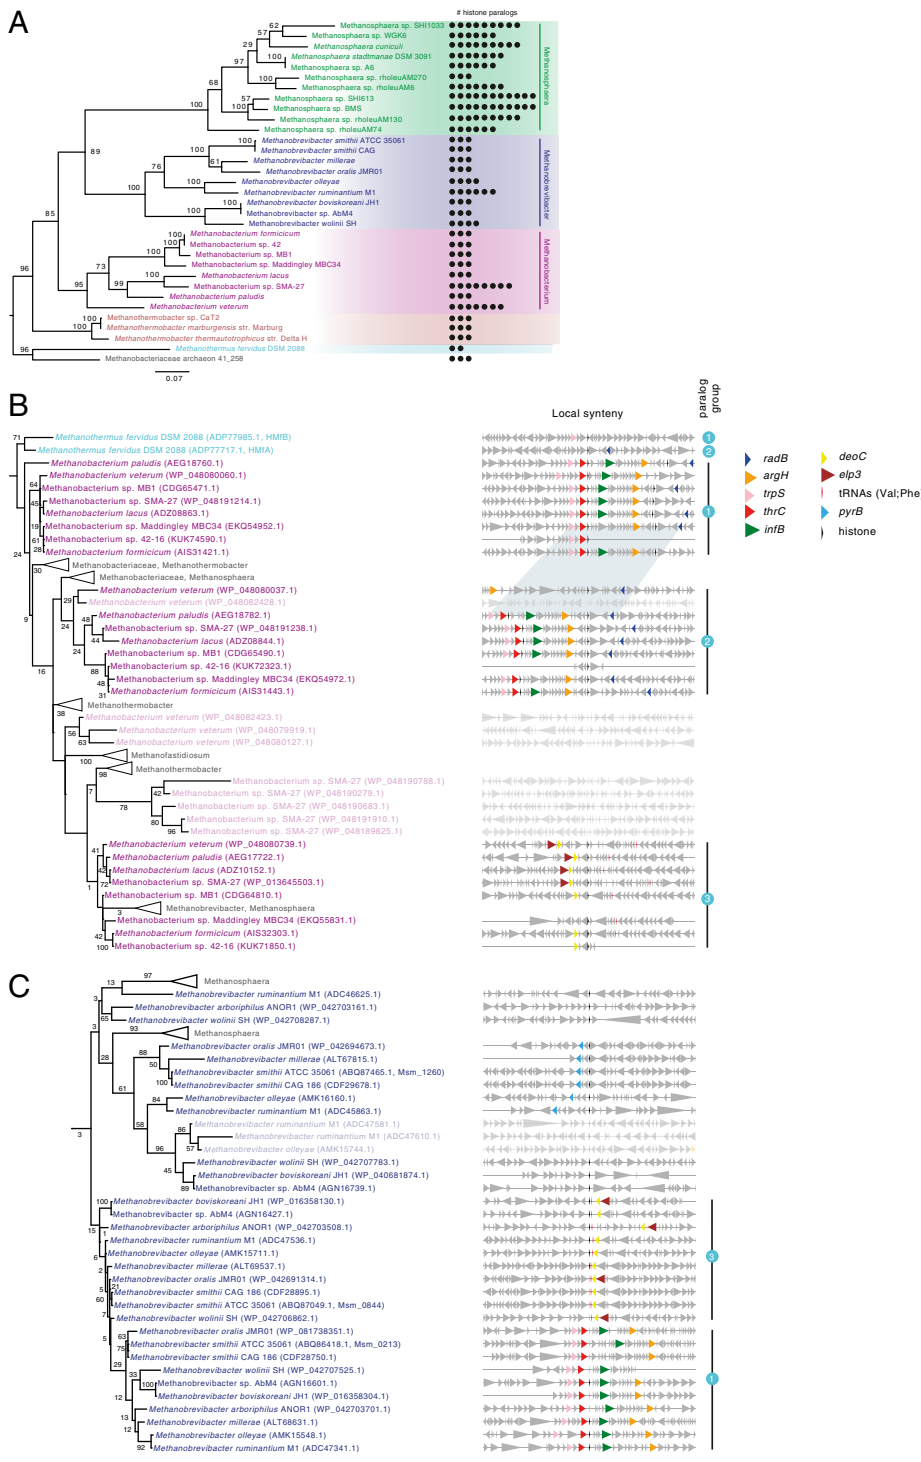 A
# histone paralogs
Methanosphaera sp. SHI1033
Methanosphaera sp. WGK6
Methanosphaera cuniculi
Methanosphaera stadtmanae DSM 3091
Methanosphaera sp. A6
Methanosphaera sp. rholeuAM270
Methanosphaera sp. rholeuAM6
Methanosphaera sp. SHI613
Methanosphaera sp. BMS
Methanosphaera sp. rholeuAM130
Methanosphaera sp. rholeuAM74
Methanosphaera
Methanobrevibacter smithii ATCC 35061
Methanobrevibacter smithii CAG
Methanobrevibacter millerae
Methanobrevibacter oralis JMR01
Methanobrevibacter olleyae
Methanobrevibacter ruminantium M1
Methanobrevibacter boviskoreani JH1
Methanobrevibacter sp. AbM4
Methanobrevibacter wolinii SH
Methanobrevibacter
Methanobacterium formicicum
Methanobacterium sp. 42
Methanobacterium sp. MB1
Methanobacterium sp. Maddingley MBC34
Methanobacterium lacus
Methanobacterium sp. SMA-27
Methanobacterium paludis
Methanobacterium veterum
Methanobacterium
Methanothermobacter sp. CaT2
Methanothermobacter marburgensis str. Marburg
Methanothermobacter thermautotrophicus str. Delta H
Methanothermus fervidus DSM 2088
Methanobacteriaceae archaeon 41_258
62
57
29
97
100
100
68
57
100
100
89
100
100
61
76
100
100
100
85
100
100
100
73
100
99
95
96
100
100
96
0.07
B
Local synteny
paralog group
Methanothermus fervidus DSM 2088 (ADP77985.1, HMfB)
Methanothermus fervidus DSM 2088 (ADP77717.1, HMfA)
Methanobacterium paludis (AEG18760.1)
Methanobacterium veterum (WP_048080060.1)
Methanobacterium sp. MB1 (CDG65471.1)
Methanobacterium sp. SMA-27 (WP_048191214.1)
Methanobacterium lacus (ADZ08863.1)
Methanobacterium sp. Maddingley MBC34 (EKQ54952.1)
Methanobacterium sp. 42-16 (KUK74590.1)
Methanobacterium formicicum (AIS31421.1)
Methanobacteriaceae, Methanothermobacter
Methanobacteriaceae, Methanosphaera
Methanobacterium veterum (WP_048080037.1)
Methanobacterium veterum (WP_048082428.1)
Methanobacterium paludis (AEG18782.1)
Methanobacterium sp. SMA-27 (WP_048191238.1)
Methanobacterium lacus (ADZ08844.1)
Methanobacterium sp. MB1 (CDG65490.1)
Methanobacterium sp. 42-16 (KUK72323.1)
Methanobacterium sp. Maddingley MBC34 (EKQ54972.1)
Methanobacterium formicicum (AIS31443.1)
Methanothermobacter
Methanobacterium veterum (WP_048082423.1)
Methanobacterium veterum (WP_048079919.1)
Methanobacterium veterum (WP_048080127.1)
Methanofastidiosum
Methanothermobacter
Methanobacterium sp. SMA-27 (WP_048190788.1)
Methanobacterium sp. SMA-27 (WP_048190279.1)
Methanobacterium sp. SMA-27 (WP_048190683.1)
Methanobacterium sp. SMA-27 (WP_048191910.1)
Methanobacterium sp. SMA-27 (WP_048189825.1)
Methanobacterium veterum (WP_048080739.1)
Methanobacterium paludis (AEG17722.1)
Methanobacterium lacus (ADZ10152.1)
Methanobacterium sp. SMA-27 (WP_013645503.1)
Methanobacterium sp. MB1 (CDG64810.1)
Methanobrevibacter, Methanosphaera
Methanobacterium sp. Maddingley MBC34 (EKQ55831.1)
Methanobacterium formicicum (AIS32303.1)
Methanobacterium sp. 42-16 (KUK71850.1)
71
64
45
19
61
28
24
30
9
29
24
48
44
24
88
48
31
16
38
56
63
100
98
7
42
78
80
96
41
72
1
3
42
100
1
2
1
2
3
radB
argH
trpS
thrC
infB
deoC
elp3
tRNAs (Val;Phe)
pyrB
histone
C
Methanosphaera
Methanobrevibacter ruminantium M1 (ADC46625.1)
Methanobrevibacter arboriphilus ANOR1 (WP_042703161.1)
Methanobrevibacter wolinii SH (WP_042708287.1)
Methanosphaera
Methanobrevibacter oralis JMR01 (WP_042694673.1)
Methanobrevibacter millerae (ALT67815.1)
Methanobrevibacter smithii ATCC 35061 (ABQ87465.1, Msm_1260)
Methanobrevibacter smithii CAG 186 (CDF29678.1)
Methanobrevibacter olleyae (AMK16160.1)
Methanobrevibacter ruminantium M1 (ADC45863.1)
Methanobrevibacter ruminantium M1 (ADC47581.1)
Methanobrevibacter ruminantium M1 (ADC47610.1)
Methanobrevibacter olleyae (AMK15744.1)
Methanobrevibacter wolinii SH (WP_042707783.1)
Methanobrevibacter boviskoreani JH1 (WP_040681874.1)
Methanobrevibacter sp. AbM4 (AGN16739.1)
Methanobrevibacter boviskoreani JH1 (WP_016358130.1)
Methanobrevibacter sp. AbM4 (AGN16427.1)
Methanobrevibacter arboriphilus ANOR1 (WP_042703508.1)
Methanobrevibacter ruminantium M1 (ADC47536.1)
Methanobrevibacter olleyae (AMK15711.1)
Methanobrevibacter millerae (ALT69537.1)
Methanobrevibacter oralis JMR01 (WP_042691314.1)
Methanobrevibacter smithii CAG 186 (CDF28895.1)
Methanobrevibacter smithii ATCC 35061 (ABQ87049.1, Msm_0844)
Methanobrevibacter wolinii SH (WP_042706862.1)
Methanobrevibacter oralis JMR01 (WP_081738351.1)
Methanobrevibacter smithii ATCC 35061 (ABQ86418.1, Msm_0213)
Methanobrevibacter smithii CAG 186 (CDF28750.1)
Methanobrevibacter wolinii SH (WP_042707525.1)
Methanobrevibacter sp. AbM4 (AGN16601.1)
Methanobrevibacter boviskoreani JH1 (WP_016358304.1)
Methanobrevibacter arboriphilus ANOR1 (WP_042703701.1)
Methanobrevibacter millerae (ALT68631.1)
Methanobrevibacter olleyae (AMK15548.1)
Methanobrevibacter ruminantium M1 (ADC47341.1)
97
13
3
65
3
93
28
88
50
100
61
84
58
86
57
96
45
89
3
100
15
1
6
2
5
21
60
7
5
63
75
29
33
100
12
13
12
92
3
1